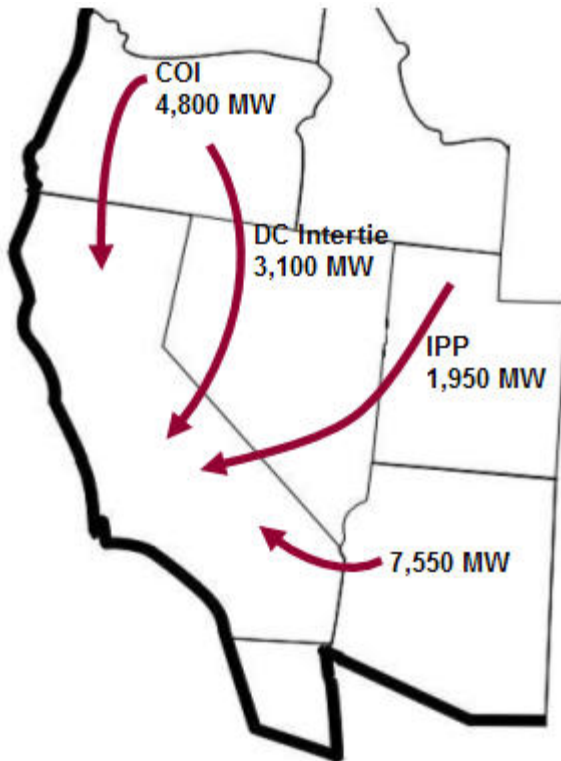 COI
4,800 MW
DC Intertie
3,100 MW
IPP
1,950 MW
7,550 MW